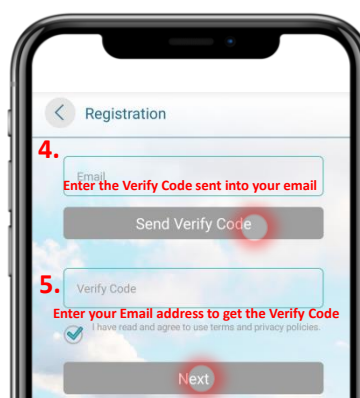 Registration
4.
Email
Enter the Verify Code sent into your email
Send Verify Code
5.
Verify Code
Enter your Email address to get the Verify Code
I have read and agree to use terms and privacy policies.
Next